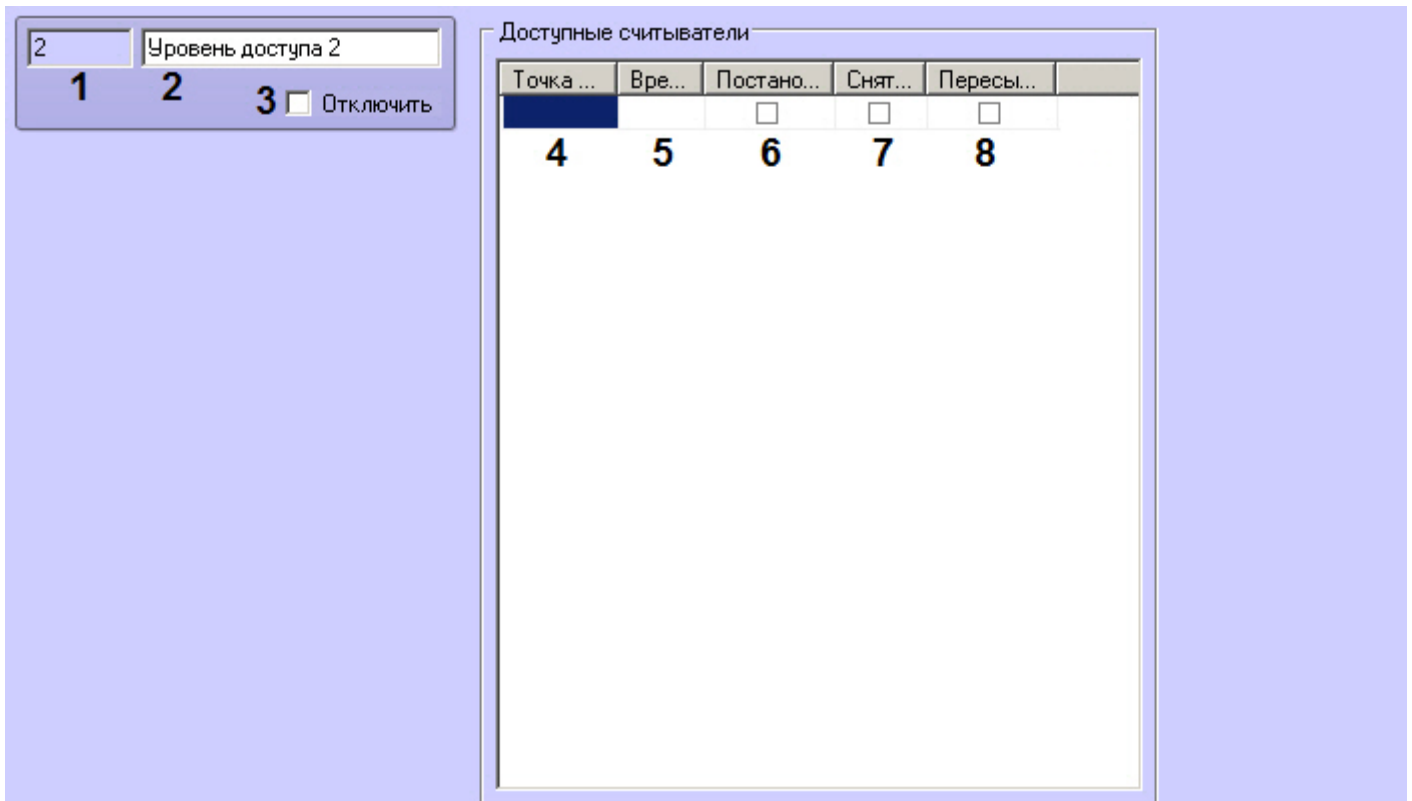 2 Уровень доступа 2
1 2 3 Отключить
Доступные считыватели
Точка ... Вре... Постано... Снят... Пересы...
4 5 6 7 8